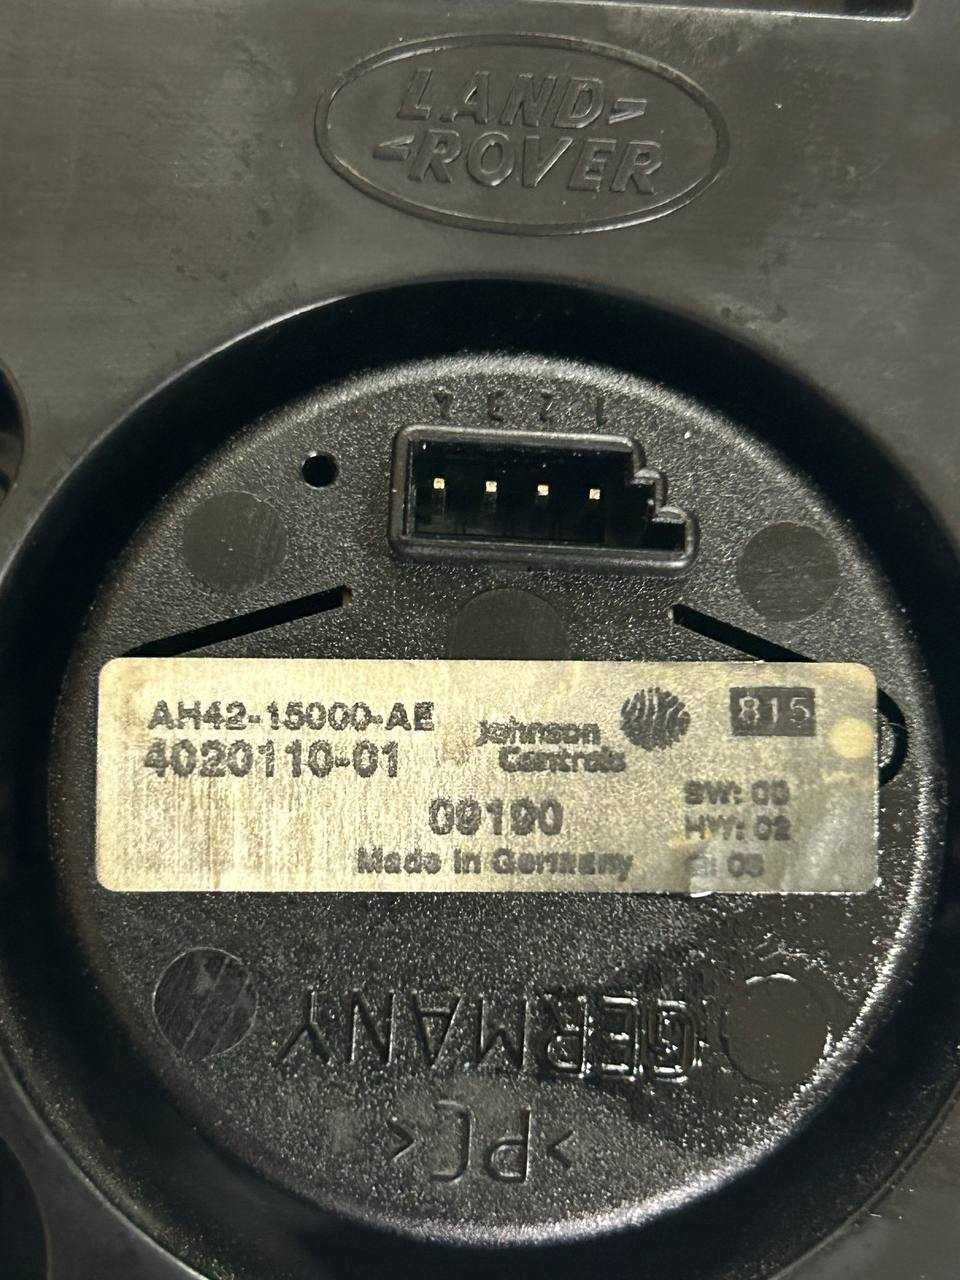 LAND
ROVER
1 2 3 4
AH42-15000-AE
4020110-01
Johnson
Controls
815
09190
Made in Germany
SW: 03
HW: 02
GERMANY
>PC<